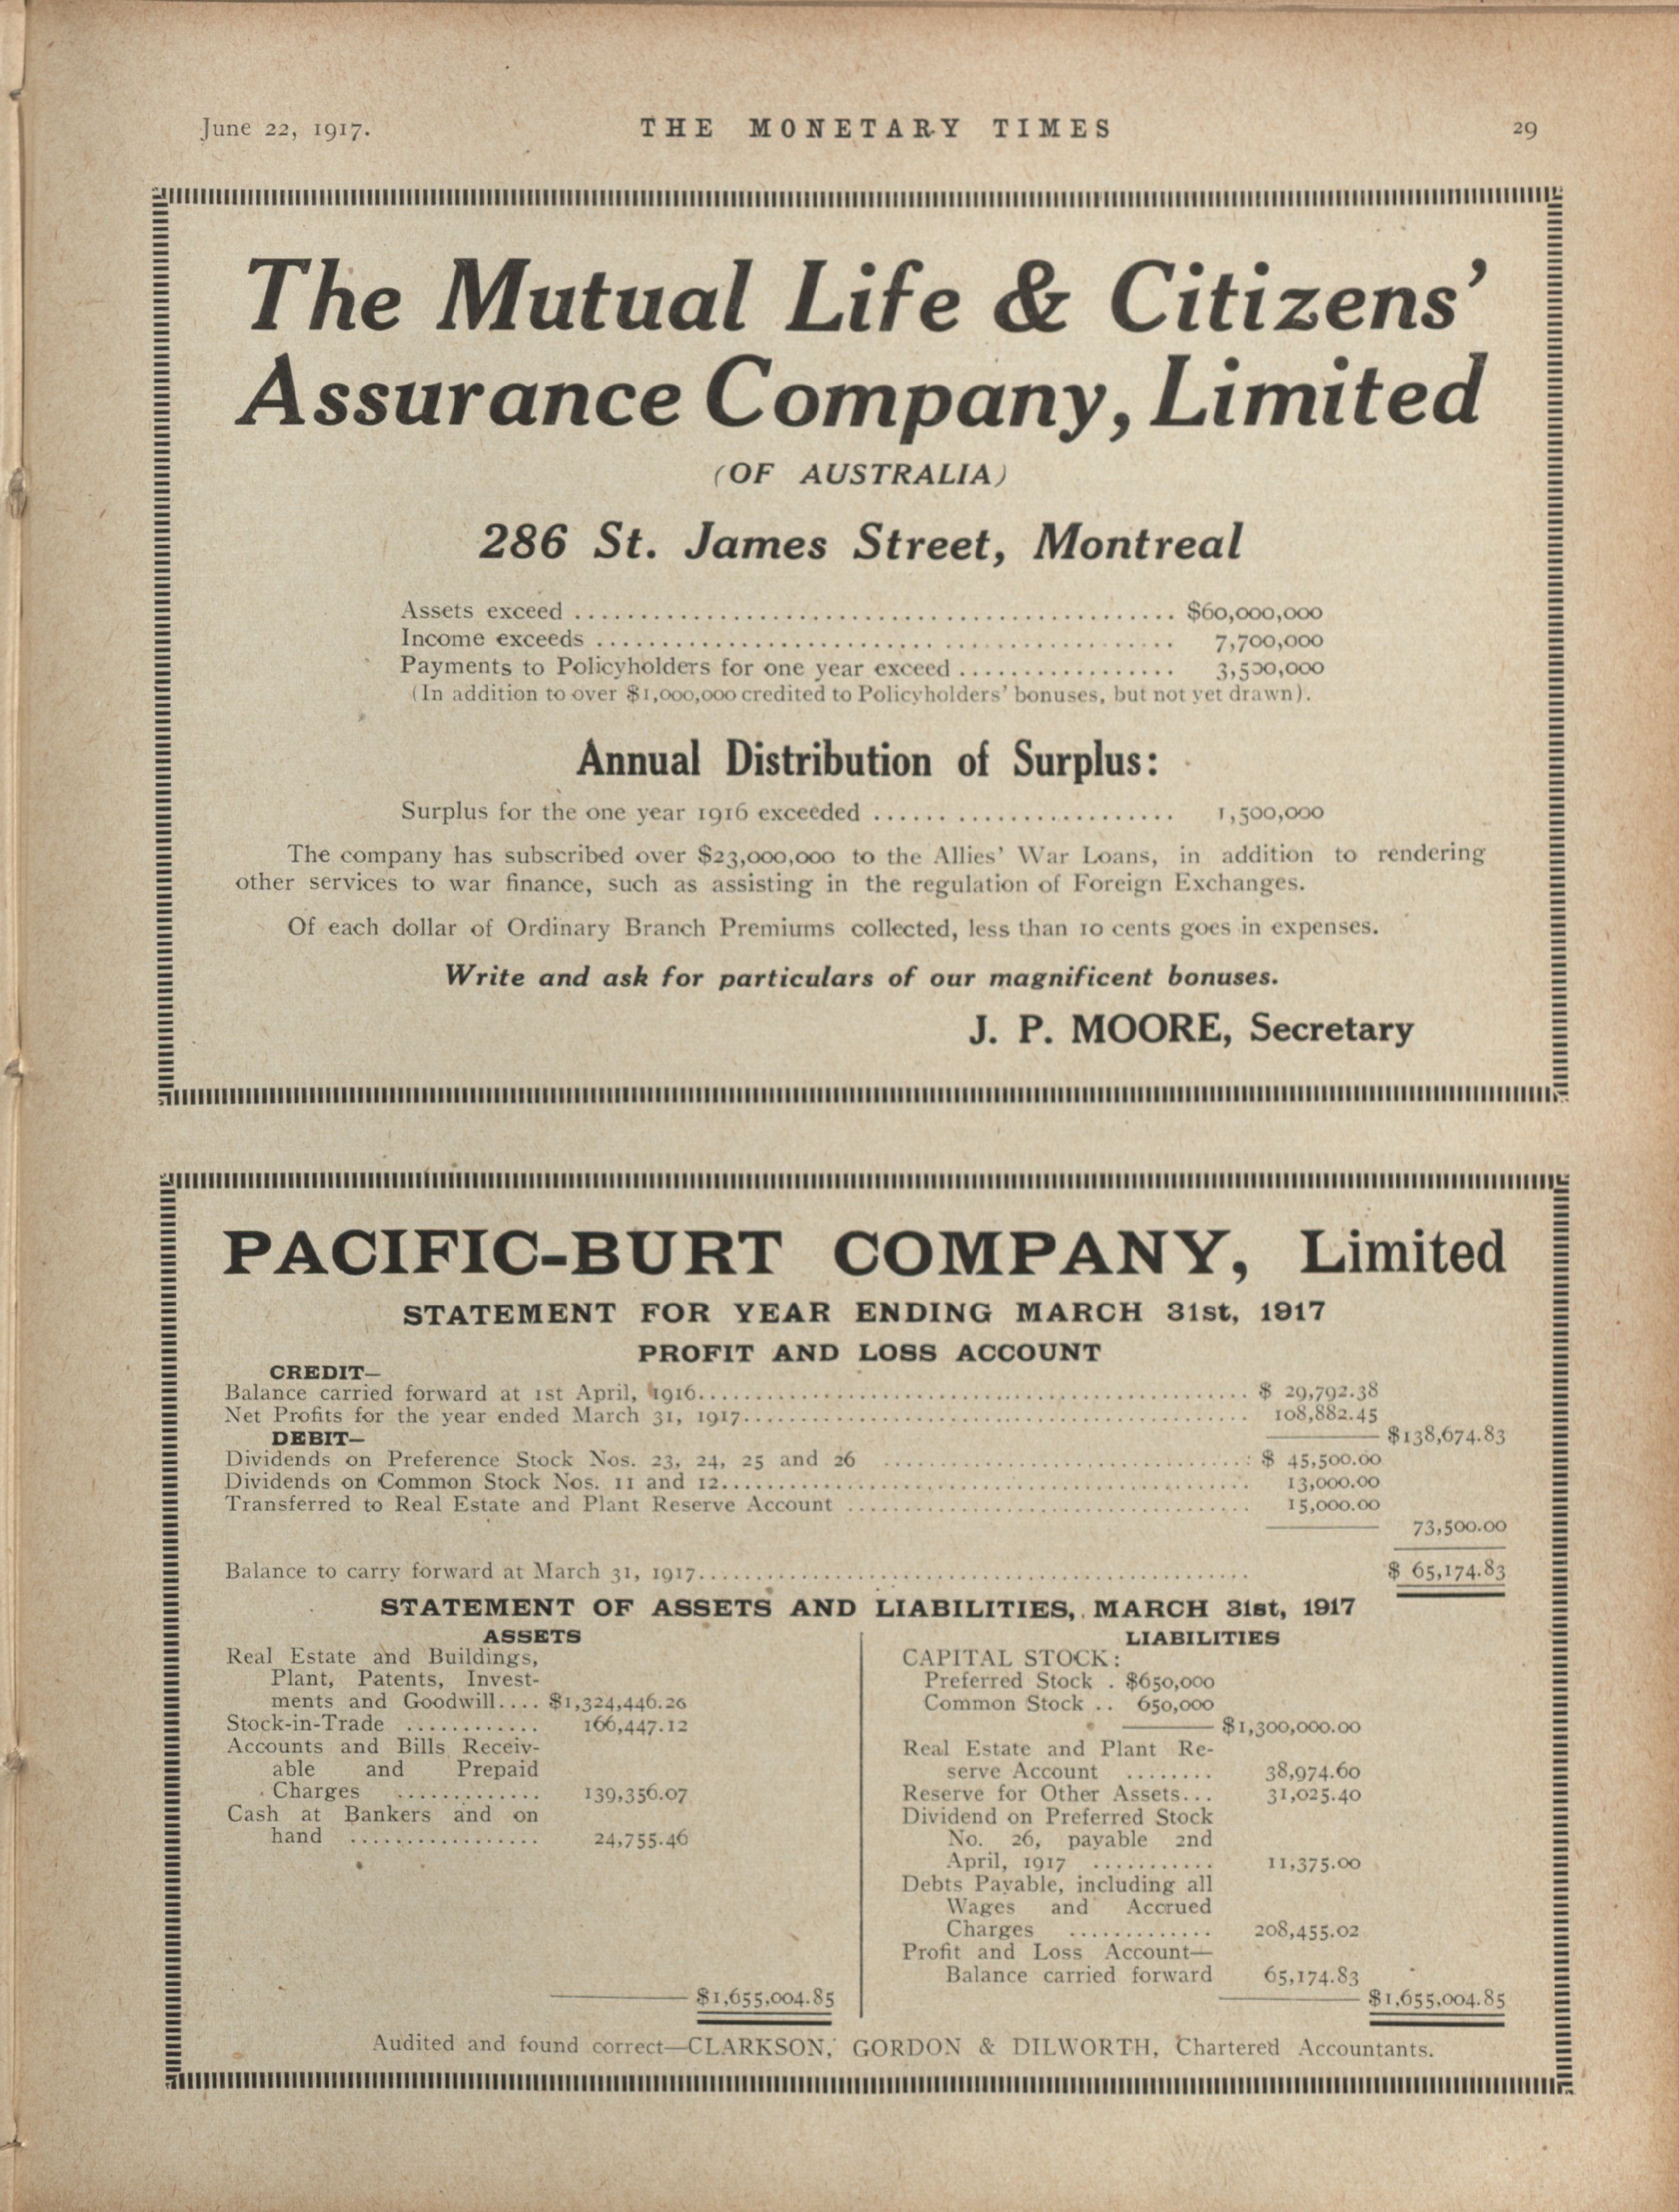 June 22, 1917.
THE MONETARY TIMES
29
The Mutual Life & Citizens'
Assurance Company, Limited
(OF AUSTRALIA)
286 St. James Street, Montreal
Assets exceed ........................ $60,000,000
Income exceeds ........................ 7,700,000
Payments to Policyholders for one year exceed ................. 3,500,000
(In addition to over $1,000,000 credited to Policyholders' bonuses, but not yet drawn).
Annual Distribution of Surplus:
Surplus for the one year 1916 exceeded ........................ 1,500,000
The company has subscribed over $23,000,000 to the Allies' War Loans, in addition to rendering
other services to war finance, such as assisting in the regulation of Foreign Exchanges.
Of each dollar of Ordinary Branch Premiums collected, less than 10 cents goes in expenses.
Write and ask for particulars of our magnificent bonuses.
J. P. MOORE, Secretary
PACIFIC-BURT COMPANY, Limited
STATEMENT FOR YEAR ENDING MARCH 31st, 1917
PROFIT AND LOSS ACCOUNT
CREDIT—
Balance carried forward at 1st April, 1916........................ $ 29,792.38
Net Profits for the year ended March 31, 1917........................ 108,882.45
$138,674.83
DEBIT—
Dividends on Preference Stock Nos. 23, 24, 25 and 26 ........................ $ 45,500.00
Dividends on Common Stock Nos. 11 and 12........................ 13,000.00
Transferred to Real Estate and Plant Reserve Account ........................ 15,000.00
73,500.00
Balance to carry forward at March 31, 1917........................ $ 65,174.83
STATEMENT OF ASSETS AND LIABILITIES, MARCH 31st, 1917
ASSETS
Real Estate and Buildings,
Plant, Patents, Invest-
ments and Goodwill.... $1,324,446.26
Stock-in-Trade ............ 166,447.12
Accounts and Bills Receiv-
able and Prepaid
Charges ............. 139,356.07
Cash at Bankers and on
hand ................. 24,755.46
$1,655,004.85
LIABILITIES
CAPITAL STOCK:
Preferred Stock . $650,000
Common Stock .. 650,000
$1,300,000.00
Real Estate and Plant Re-
serve Account ........ 38,974.60
Reserve for Other Assets... 31,025.40
Dividend on Preferred Stock
No. 26, payable 2nd
April, 1917 ........... 11,375.00
Debts Payable, including all
Wages and Accrued
Charges ............. 208,455.02
Profit and Loss Account—
Balance carried forward 65,174.83
$1,655,004.85
Audited and found correct—CLARKSON, GORDON & DILWORTH, Chartered Accountants.